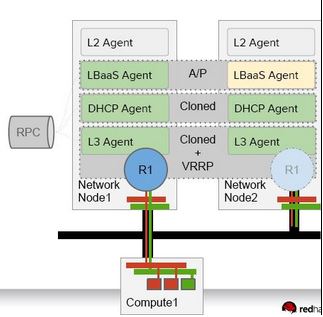 L2 Agent
L2 Agent
LBaaS Agent
A/P
LBaaS Agent
DHCP Agent
Cloned
DHCP Agent
RPC
L3 Agent
Cloned
+
VRRP
L3 Agent
R1
R1
Network
Node1
Network
Node2
Compute1
redha